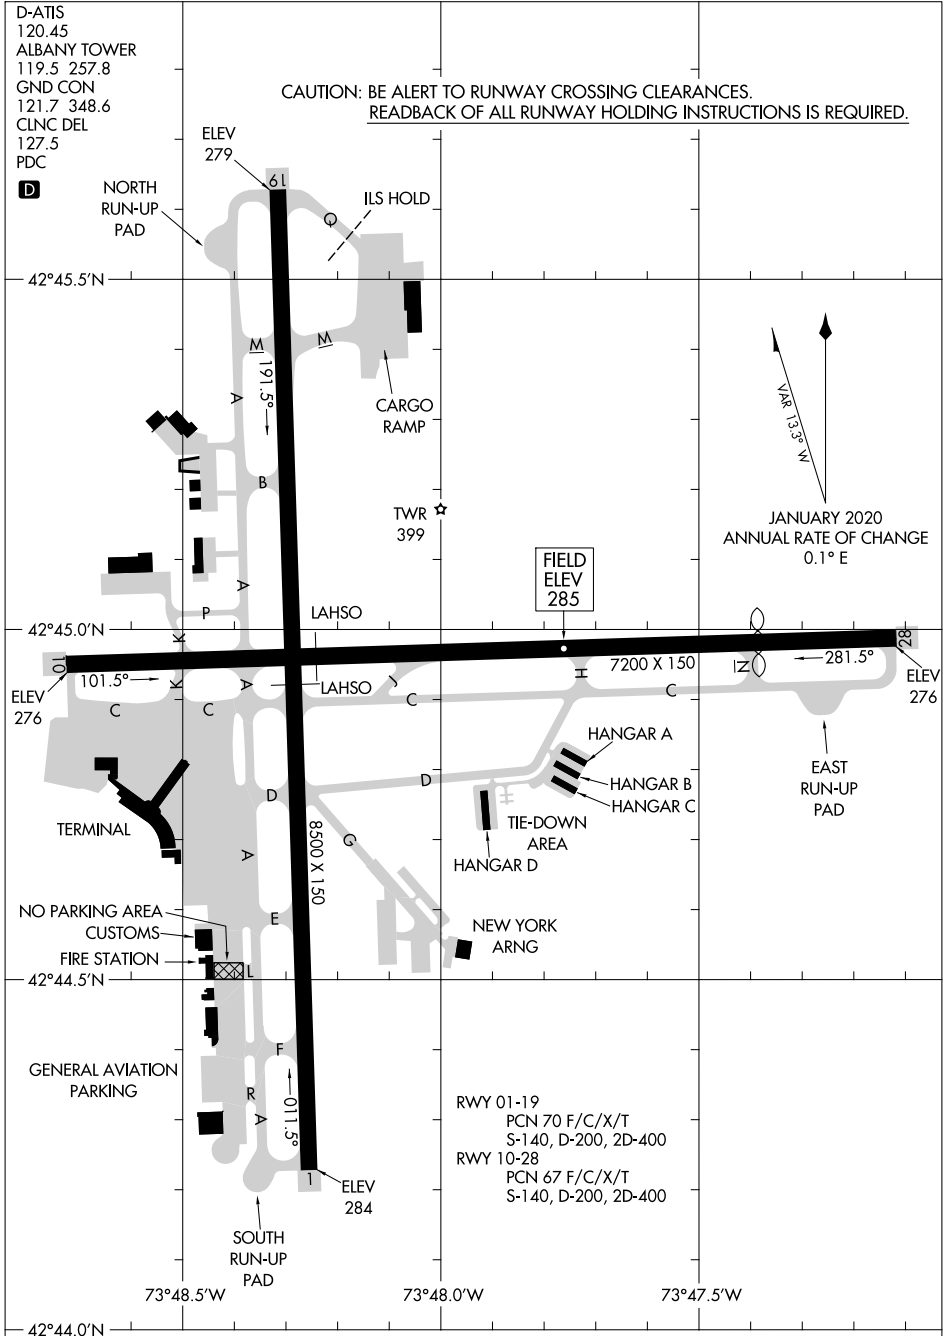 D-ATIS
120.45
ALBANY TOWER
119.5 257.8
GND CON
121.7 348.6
CLNC DEL
127.5
PDC
D
CAUTION: BE ALERT TO RUNWAY CROSSING CLEARANCES.
READBACK OF ALL RUNWAY HOLDING INSTRUCTIONS IS REQUIRED.
ELEV
279
19
NORTH
RUN-UP
PAD
Q
ILS HOLD
42°45.5'N
M
M
191.5°
A
CARGO
RAMP
VAR 13.3° W
B
TWR
399
JANUARY 2020
ANNUAL RATE OF CHANGE
0.1° E
FIELD
ELEV
285
A
P
LAHSO
42°45.0'N
K
10
28
7200 X 150
N
281.5°
101.5°
K
A
LAHSO
J
H
C
ELEV
276
ELEV
276
C
C
C
HANGAR A
HANGAR B
HANGAR C
EAST
RUN-UP
PAD
D
D
TERMINAL
TIE-DOWN
AREA
HANGAR D
A
8500 X 150
G
NO PARKING AREA
CUSTOMS
FIRE STATION
E
NEW YORK
ARNG
L
42°44.5'N
F
GENERAL AVIATION
PARKING
R
A
011.5°
RWY 01-19
PCN 70 F/C/X/T
S-140, D-200, 2D-400
RWY 10-28
PCN 67 F/C/X/T
S-140, D-200, 2D-400
1
ELEV
284
SOUTH
RUN-UP
PAD
73°48.5'W
73°48.0'W
73°47.5'W
42°44.0'N